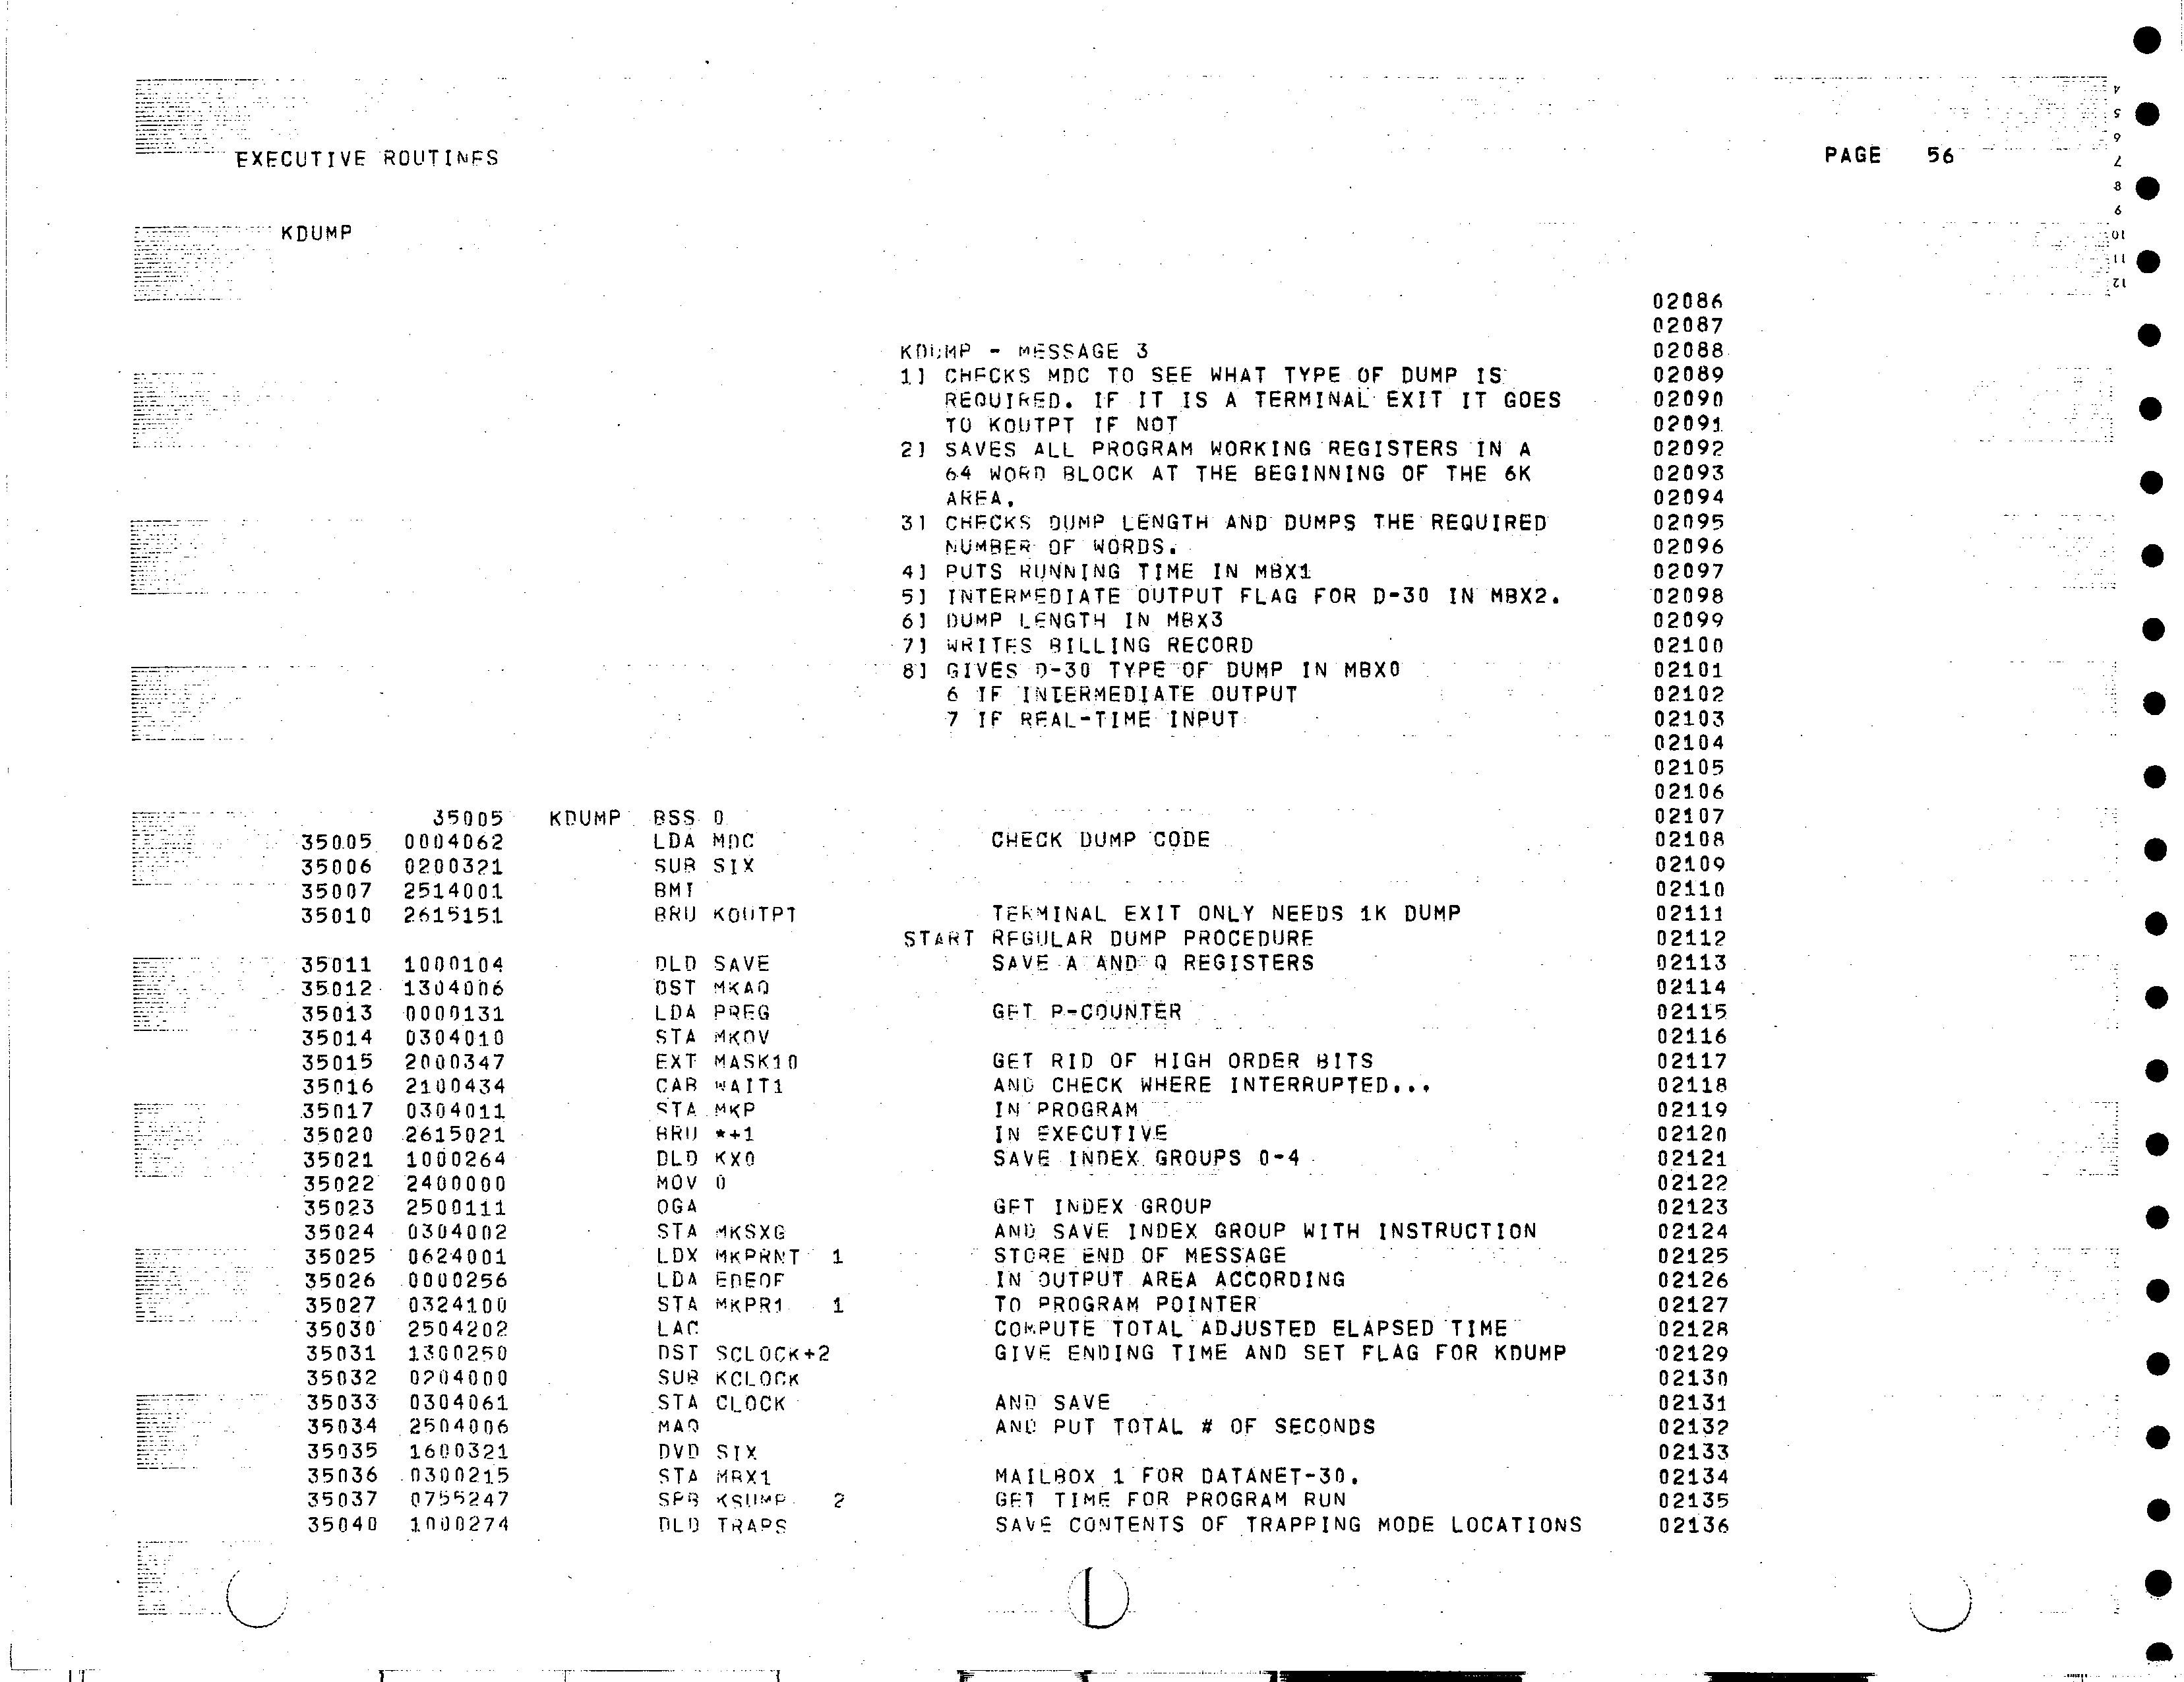 EXECUTIVE ROUTINES PAGE 56
KDUMP
02086
02087
KDUMP - MESSAGE 3 02088
1] CHECKS MDC TO SEE WHAT TYPE OF DUMP IS 02089
REQUIRED. IF IT IS A TERMINAL EXIT IT GOES 02090
TO KOUTPT IF NOT 02091
2] SAVES ALL PROGRAM WORKING REGISTERS IN A 02092
64 WORD BLOCK AT THE BEGINNING OF THE 6K 02093
AREA. 02094
3] CHECKS DUMP LENGTH AND DUMPS THE REQUIRED 02095
NUMBER OF WORDS. 02096
4] PUTS RUNNING TIME IN MBX1 02097
5] INTERMEDIATE OUTPUT FLAG FOR D-30 IN MBX2. 02098
6] DUMP LENGTH IN MBX3 02099
7] WRITES BILLING RECORD 02100
8] GIVES D-30 TYPE OF DUMP IN MBX0 02101
6 IF INTERMEDIATE OUTPUT 02102
7 IF REAL-TIME INPUT 02103
02104
02105
02106
35005 KDUMP BSS 0 02107
35005 0004062 LDA MDC CHECK DUMP CODE 02108
35006 0200321 SUB SIX 02109
35007 2514001 BMI 02110
35010 2615151 BRU KOUTPT TERMINAL EXIT ONLY NEEDS 1K DUMP 02111
START REGULAR DUMP PROCEDURE 02112
35011 1000104 DLD SAVE SAVE A AND Q REGISTERS 02113
35012 1304006 DST MKAQ 02114
35013 0000131 LDA PREG GET P-COUNTER 02115
35014 0304010 STA MKOV 02116
35015 2000347 EXT MASK10 GET RID OF HIGH ORDER BITS 02117
35016 2100434 CAB WAIT1 AND CHECK WHERE INTERRUPTED... 02118
35017 0304011 STA MKP IN PROGRAM 02119
35020 2615021 BRU *+1 IN EXECUTIVE 02120
35021 1000264 DLD KX0 SAVE INDEX GROUPS 0-4 02121
35022 2400000 MOV 0 02122
35023 2500111 OGA GET INDEX GROUP 02123
35024 0304002 STA MKSXG AND SAVE INDEX GROUP WITH INSTRUCTION 02124
35025 0624001 LDX MKPRNT 1 STORE END OF MESSAGE 02125
35026 0000256 LDA EDEOF IN OUTPUT AREA ACCORDING 02126
35027 0324100 STA MKPR1 1 TO PROGRAM POINTER 02127
35030 2504202 LAC COMPUTE TOTAL ADJUSTED ELAPSED TIME 02128
35031 1300250 DST SCLOCK+2 GIVE ENDING TIME AND SET FLAG FOR KDUMP 02129
35032 0204000 SUB KCLOCK 02130
35033 0304061 STA CLOCK AND SAVE 02131
35034 2504006 MAQ AND PUT TOTAL # OF SECONDS 02132
35035 1600321 DVD SIX 02133
35036 0300215 STA MBX1 MAILBOX 1 FOR DATANET-30. 02134
35037 0755247 SPB KSUMP 2 GET TIME FOR PROGRAM RUN 02135
35040 1000274 DLD TRAPS SAVE CONTENTS OF TRAPPING MODE LOCATIONS 02136
4
5
6
7
8
9
10
11
12